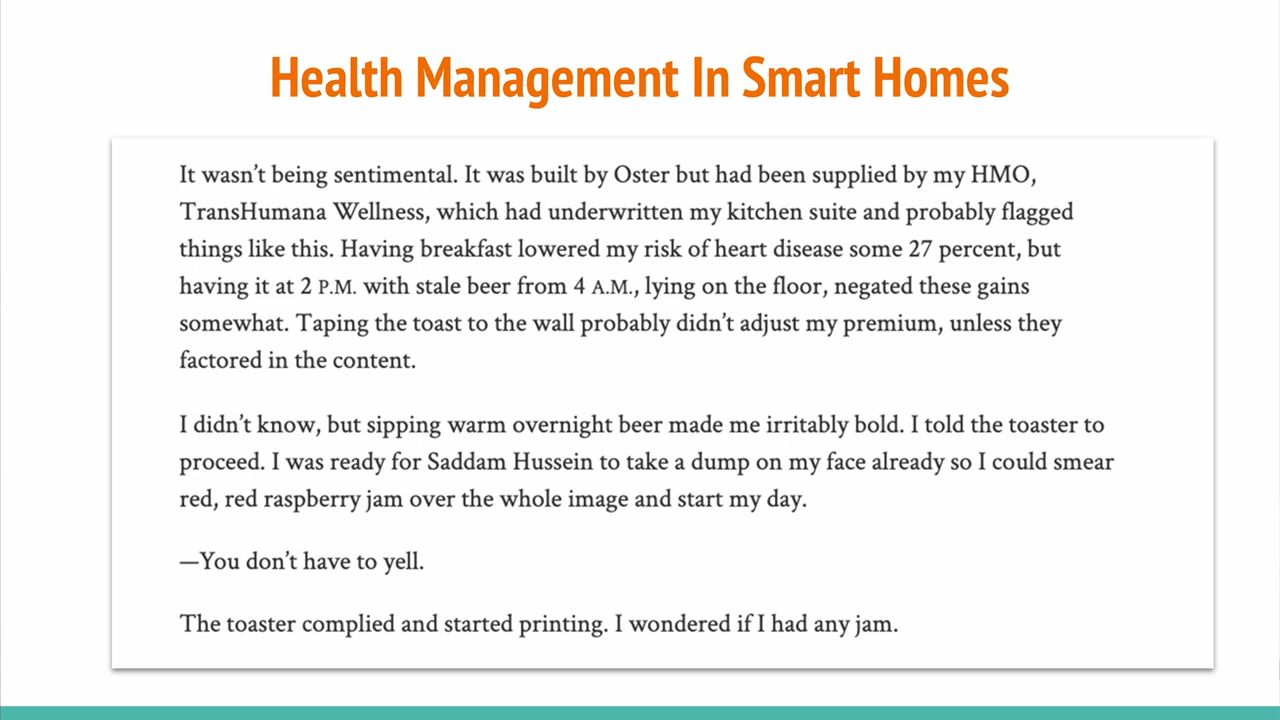 Health Management In Smart Homes
It wasn’t being sentimental. It was built by Oster but had been supplied by my HMO,
TransHumana Wellness, which had underwritten my kitchen suite and probably flagged
things like this. Having breakfast lowered my risk of heart disease some 27 percent, but
having it at 2 P.M. with stale beer from 4 A.M., lying on the floor, negated these gains
somewhat. Taping the toast to the wall probably didn’t adjust my premium, unless they
factored in the content.
I didn’t know, but sipping warm overnight beer made me irritably bold. I told the toaster to
proceed. I was ready for Saddam Hussein to take a dump on my face already so I could smear
red, red raspberry jam over the whole image and start my day.
—You don’t have to yell.
The toaster complied and started printing. I wondered if I had any jam.